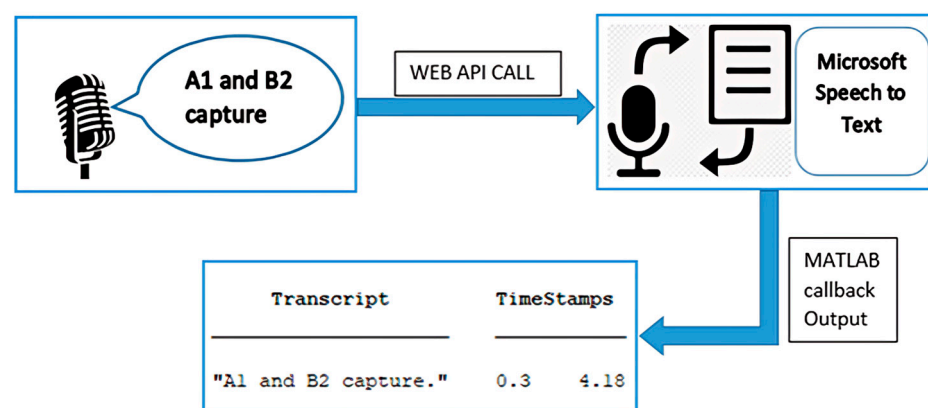 A1 and B2
capture
WEB API CALL
Microsoft
Speech to
Text
MATLAB
callback
Output
Transcript TimeStamps
"A1 and B2 capture." 0.3 4.18